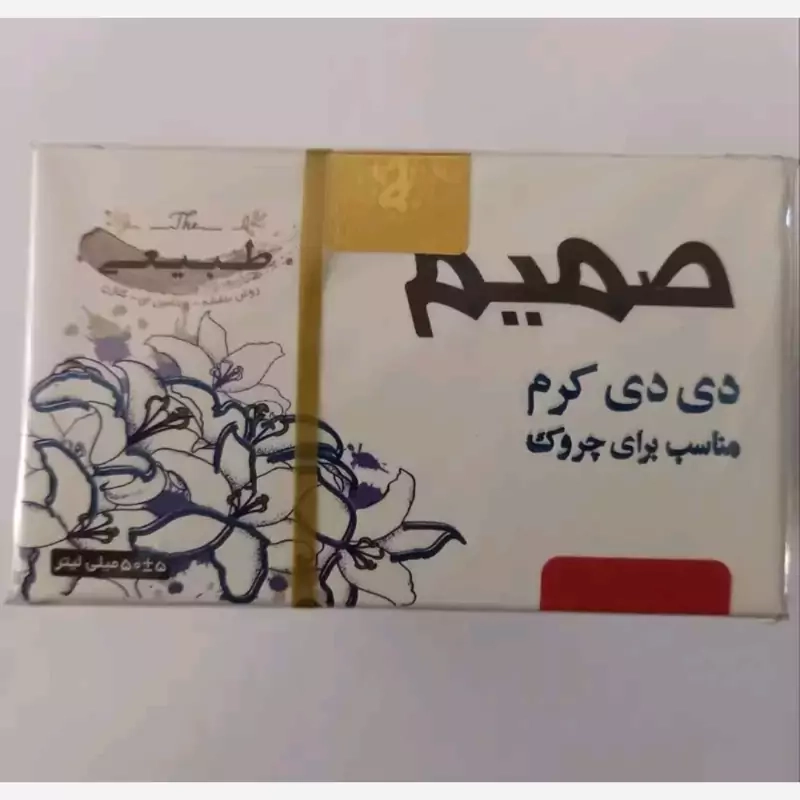 صمیم
دی دی کرم
مناسب برای چروک
The
طبیعی
۵۰±۵ میلی لیتر